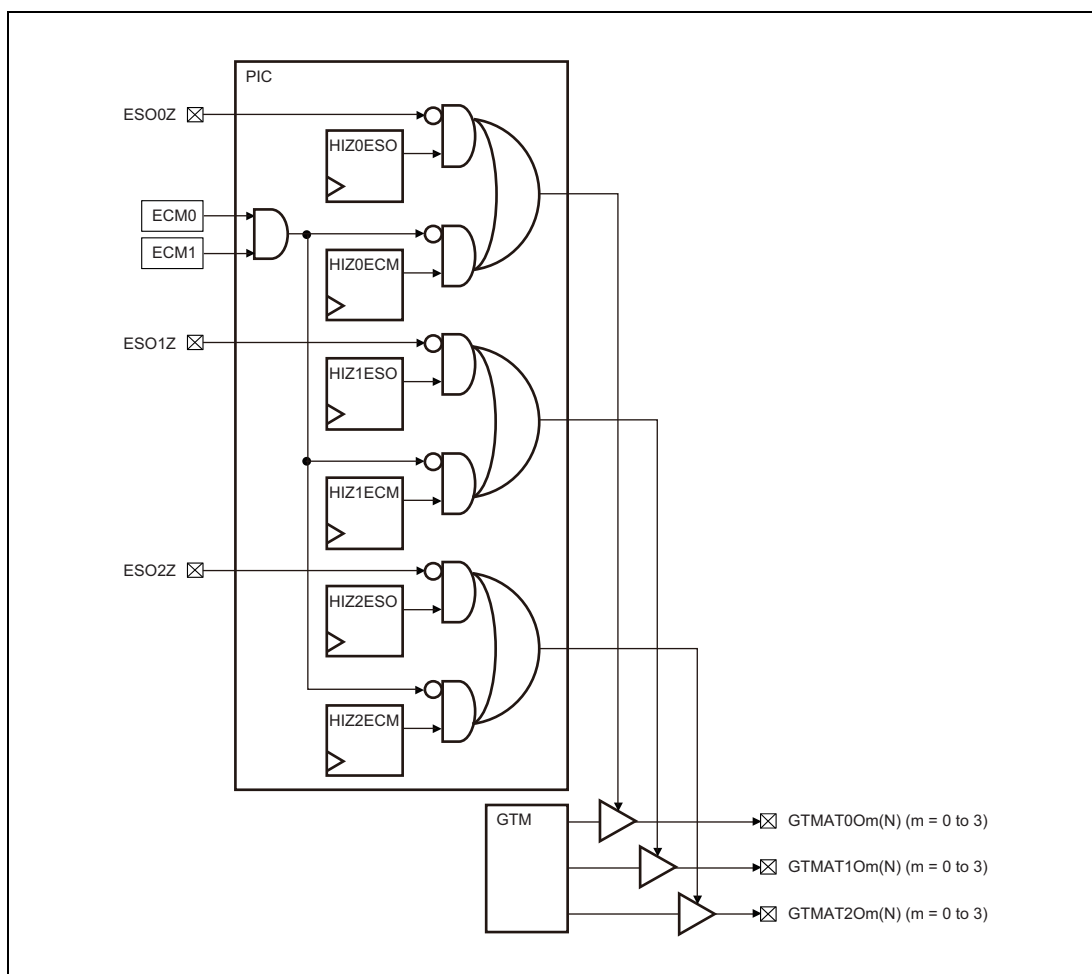 PIC
ESO0Z
HIZ0ESO
ECM0
ECM1
HIZ0ECM
ESO1Z
HIZ1ESO
HIZ1ECM
ESO2Z
HIZ2ESO
HIZ2ECM
GTM
GTMAT0Om(N) (m = 0 to 3)
GTMAT1Om(N) (m = 0 to 3)
GTMAT2Om(N) (m = 0 to 3)